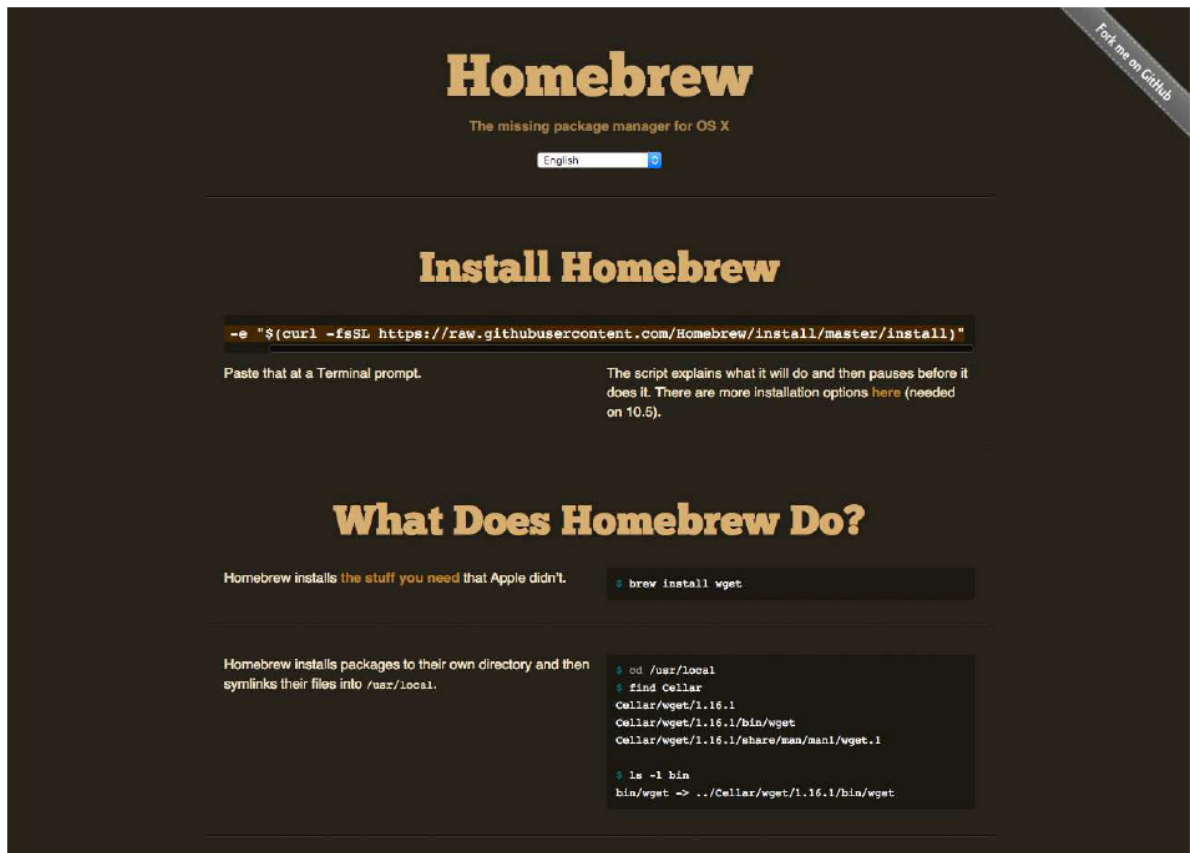 Fork me on GitHub
Homebrew
The missing package manager for OS X
English
Install Homebrew
-e "$(curl -fsSL https://raw.githubusercontent.com/Homebrew/install/master/install)"
Paste that at a Terminal prompt.
The script explains what it will do and then pauses before it
does it. There are more installation options here (needed
on 10.5).
What Does Homebrew Do?
Homebrew installs the stuff you need that Apple didn't.
$ brew install wget
Homebrew installs packages to their own directory and then
symlinks their files into /usr/local.
$ cd /usr/local
$ find Cellar
Cellar/wget/1.16.1
Cellar/wget/1.16.1/bin/wget
Cellar/wget/1.16.1/share/man/man1/wget.1
$ ls -l bin
bin/wget -> ../Cellar/wget/1.16.1/bin/wget